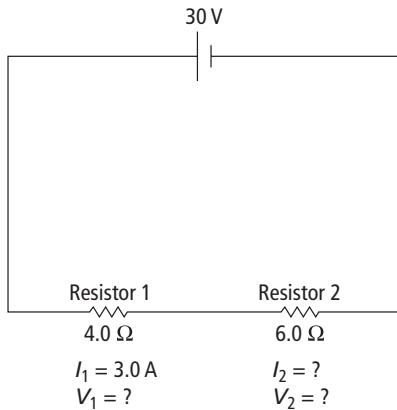 30 V
Resistor 1 Resistor 2
4.0 Ω 6.0 Ω
I₁ = 3.0 A I₂ = ?
V₁ = ? V₂ = ?